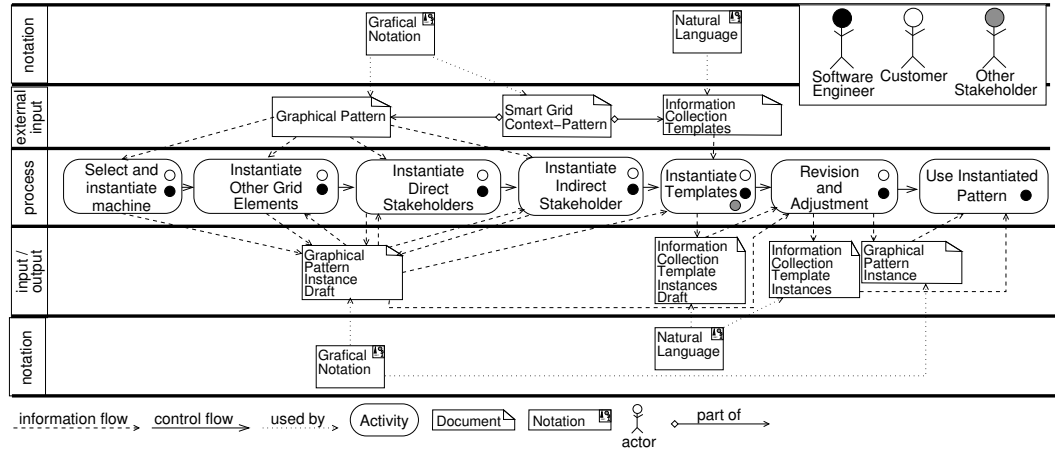 notation
Grafical
Notation
Natural
Language
Software
Engineer
Customer
Other
Stakeholder
external
input
Graphical Pattern
Smart Grid
Context-Pattern
Information
Collection
Templates
process
Select and
instantiate
machine
Instantiate
Other Grid
Elements
Instantiate
Direct
Stakeholders
Instantiate
Indirect
Stakeholder
Instantiate
Templates
Revision
and
Adjustment
Use Instantiated
Pattern
input /
output
Graphical
Pattern
Instance
Draft
Information
Collection
Template
Instances
Draft
Information
Collection
Template
Instances
Graphical
Pattern
Instance
notation
Grafical
Notation
Natural
Language
information flow
control flow
used by
Activity
Document
Notation
actor
part of